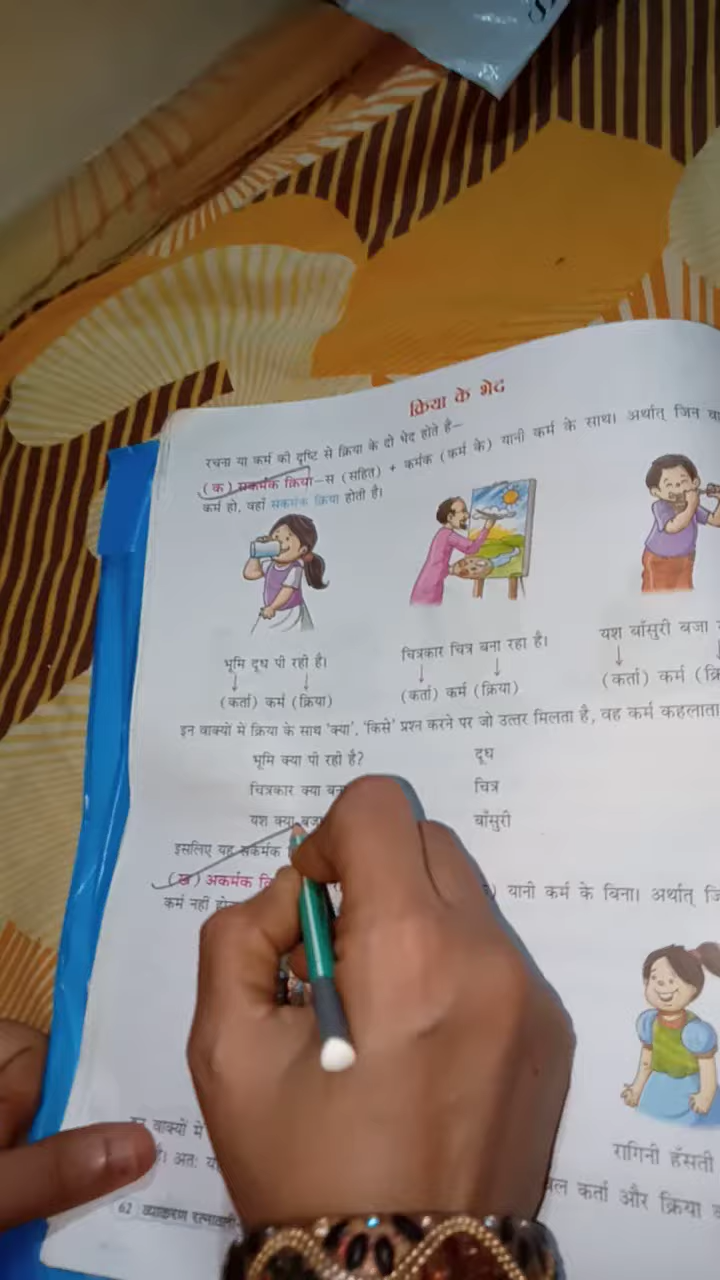 क्रिया के भेद
रचना या कर्म की दृष्टि से क्रिया के दो भेद होते हैं–
(क) सकर्मक क्रिया–स (सहित) + कर्मक (कर्म के) यानी कर्म के साथ। अर्थात् जिन
कर्म हो, वहाँ सकर्मक क्रिया होती है।
भूमि दूध पी रही है।
(कर्ता) कर्म (क्रिया)
चित्रकार चित्र बना रहा है।
(कर्ता) कर्म (क्रिया)
यश बाँसुरी बजा
(कर्ता) कर्म
इन वाक्यों में क्रिया के साथ 'क्या', 'किसे' प्रश्न करने पर जो उत्तर मिलता है, वह कर्म कहलाता
भूमि क्या पी रही है? दूध
चित्रकार क्या चित्र
यश क्या बाँसुरी
इसलिए यह सकर्मक
(ख) अकर्मक यानी कर्म के बिना। अर्थात्
कर्म नहीं
रागिनी हँसती
वाक्यों में
है। अतः कर्ता और क्रिया
62 व्याकरण